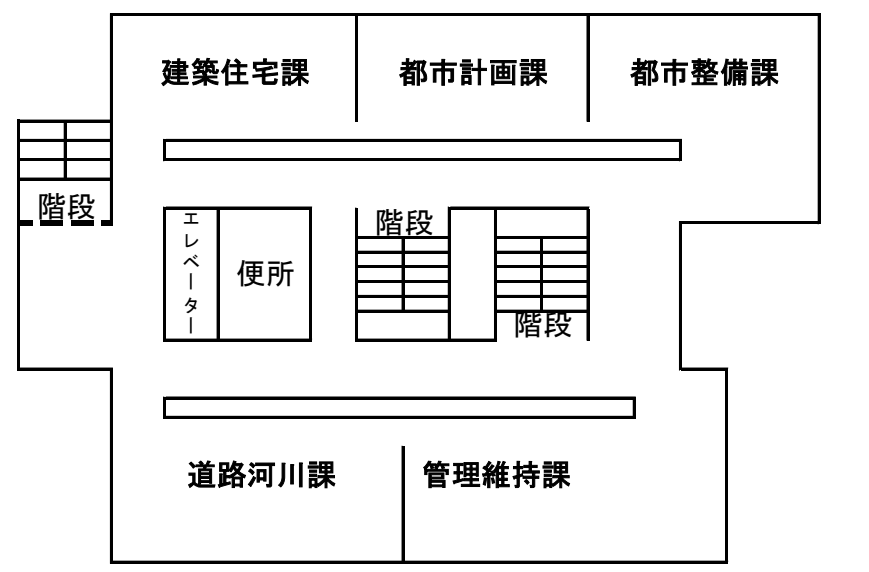 建築住宅課
都市計画課
都市整備課
階段
エレベーター
便所
階段
階段
道路河川課
管理維持課